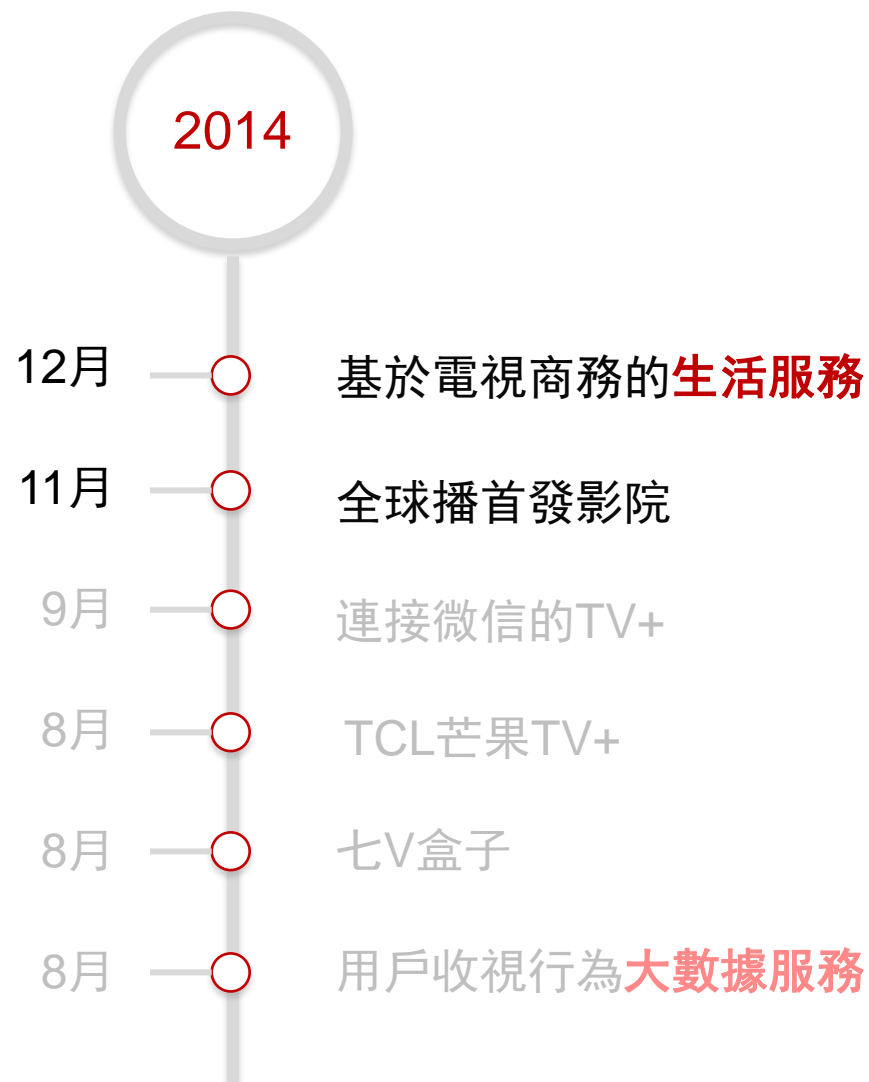 2014
12月 基於電視商務的生活服務
11月 全球播首發影院
9月 連接微信的TV+
8月 TCL芒果TV+
8月 七V盒子
8月 用戶收視行為大數據服務